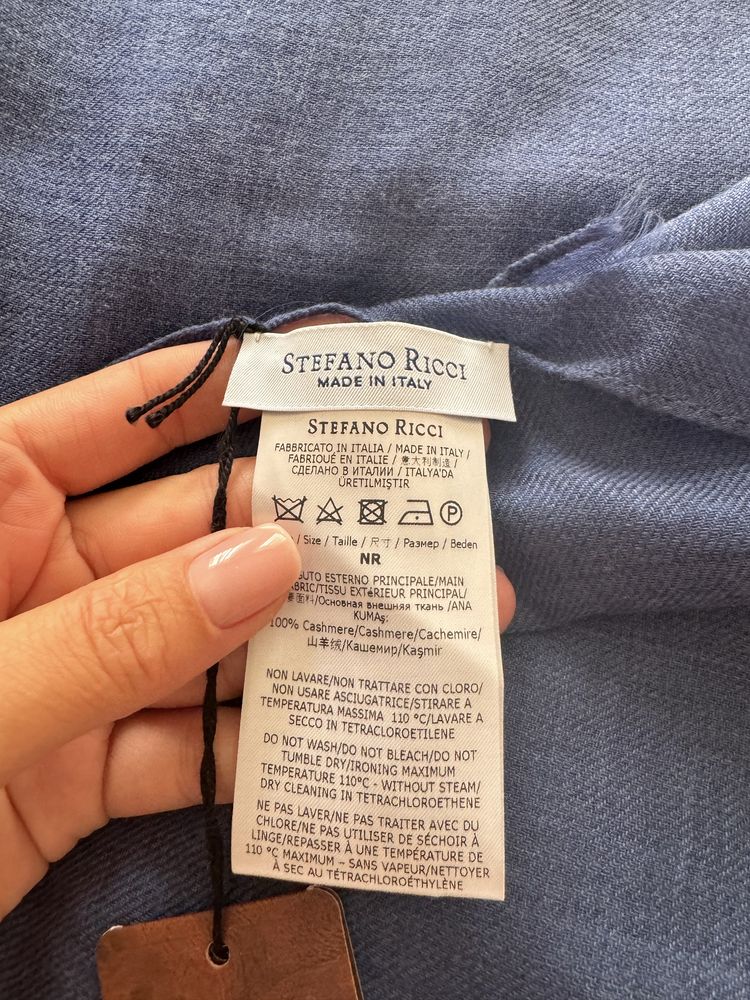 STEFANO RICCI
MADE IN ITALY
STEFANO RICCI
FABBRICATO IN ITALIA / MADE IN ITALY /
FABRIQUÉ EN ITALIE / 意大利制造 /
СДЕЛАНО В ИТАЛИИ / ITALYA'DA
ÜRETILMIŞTIR
P
/ Size / Taille / 尺寸 / Размер / Beden
NR
ESTERNO PRINCIPALE/MAIN
TISSU EXTÉRIEUR PRINCIPAL/
要面料/Основная внешняя ткань /ANA
KUMAŞ:
100% Cashmere/Cashmere/Cachemire/
山羊绒/Кашемир/Kaşmir
NON LAVARE/NON TRATTARE CON CLORO/
NON USARE ASCIUGATRICE/STIRARE A
TEMPERATURA MASSIMA 110 °C/LAVARE A
SECCO IN TETRACLOROETILENE
DO NOT WASH/DO NOT BLEACH/DO NOT
TUMBLE DRY/IRONING MAXIMUM
TEMPERATURE 110°C - WITHOUT STEAM/
DRY CLEANING IN TETRACHLOROETHENE
NE PAS LAVER/NE PAS TRAITER AVEC DU
CHLORE/NE PAS UTILISER DE SÉCHOIR À
LINGE/REPASSER À UNE TEMPÉRATURE DE
110 °C MAXIMUM – SANS VAPEUR/NETTOYER
À SEC AU TÉTRACHLOROÉTHYLÈNE